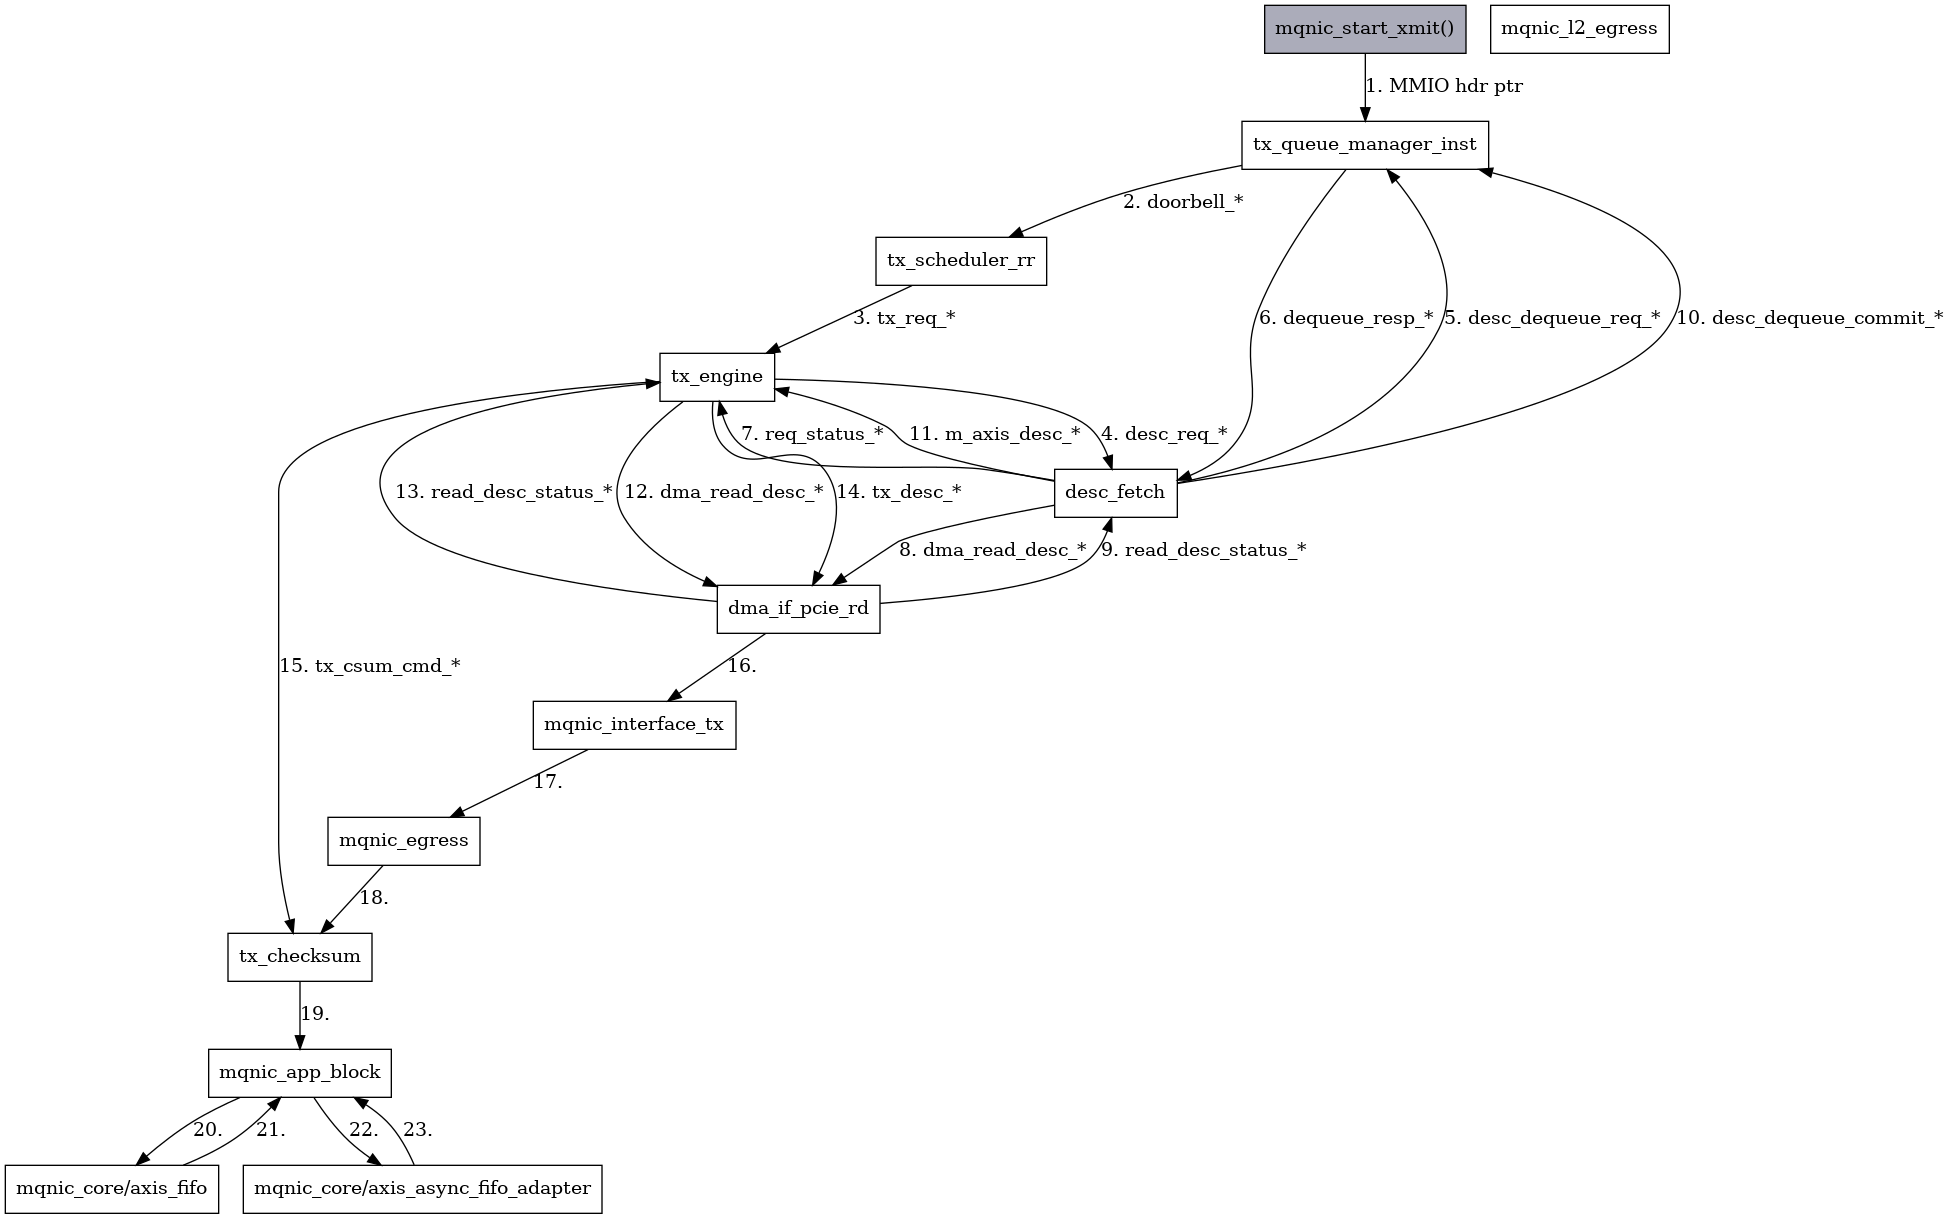 mqnic_start_xmit()
mqnic_l2_egress
1. MMIO hdr ptr
tx_queue_manager_inst
2. doorbell_*
tx_scheduler_rr
3. tx_req_*
6. dequeue_resp_*
5. desc_dequeue_req_*
10. desc_dequeue_commit_*
tx_engine
7. req_status_*
11. m_axis_desc_*
4. desc_req_*
13. read_desc_status_*
12. dma_read_desc_*
14. tx_desc_*
desc_fetch
8. dma_read_desc_*
9. read_desc_status_*
dma_if_pcie_rd
15. tx_csum_cmd_*
16.
mqnic_interface_tx
17.
mqnic_egress
18.
tx_checksum
19.
mqnic_app_block
20.
21.
22.
23.
mqnic_core/axis_fifo
mqnic_core/axis_async_fifo_adapter